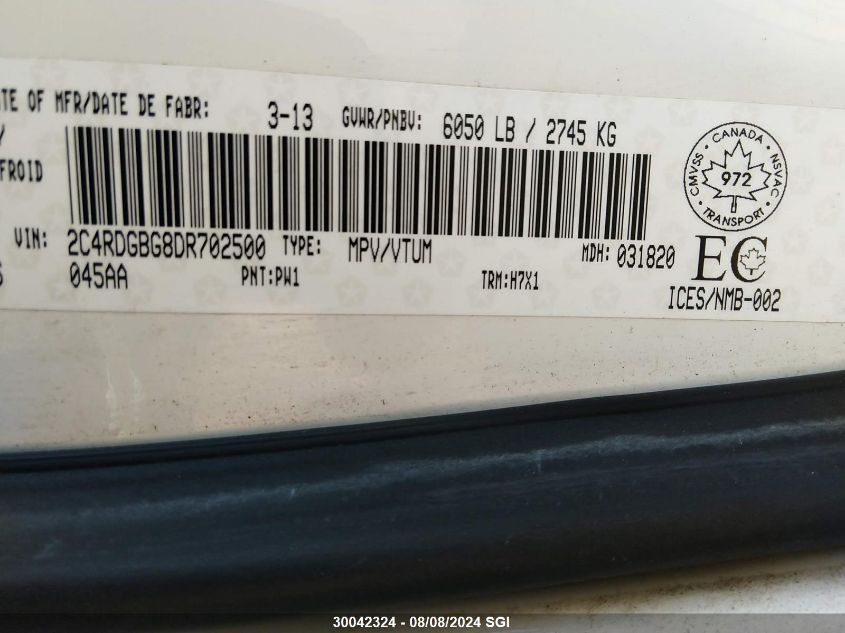 TE OF MFR/DATE DE FABR: 3-13 GVWR/PNBV: 6050 LB / 2745 KG
FROID
CMVSS · CANADA · NSVAC
972
TRANSPORT
VIN: 2C4RDGBG8DR702500 TYPE: MPV/VTUM MDH: 031820 EC
045AA PNT:PW1 TRM:H7X1 ICES/NMB-002
30042324 — 08/08/2024 SGI